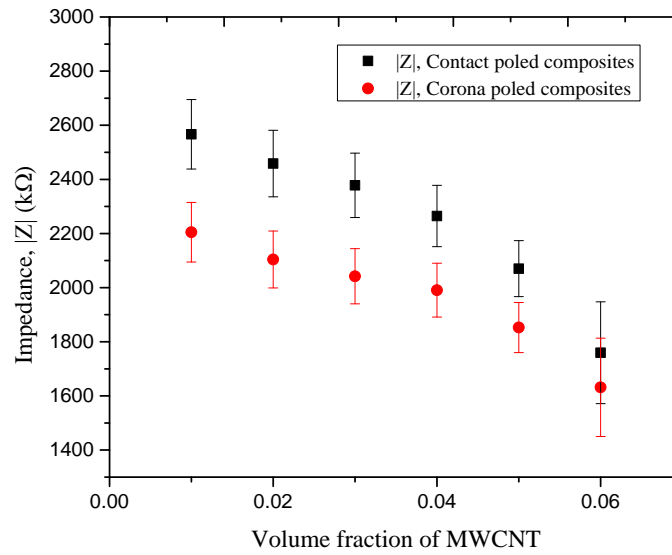 3000
2800
2600
2400
2200
2000
1800
1600
1400
Impedance, |Z| (kΩ)
|Z|, Contact poled composites
|Z|, Corona poled composites
0.00 0.02 0.04 0.06
Volume fraction of MWCNT